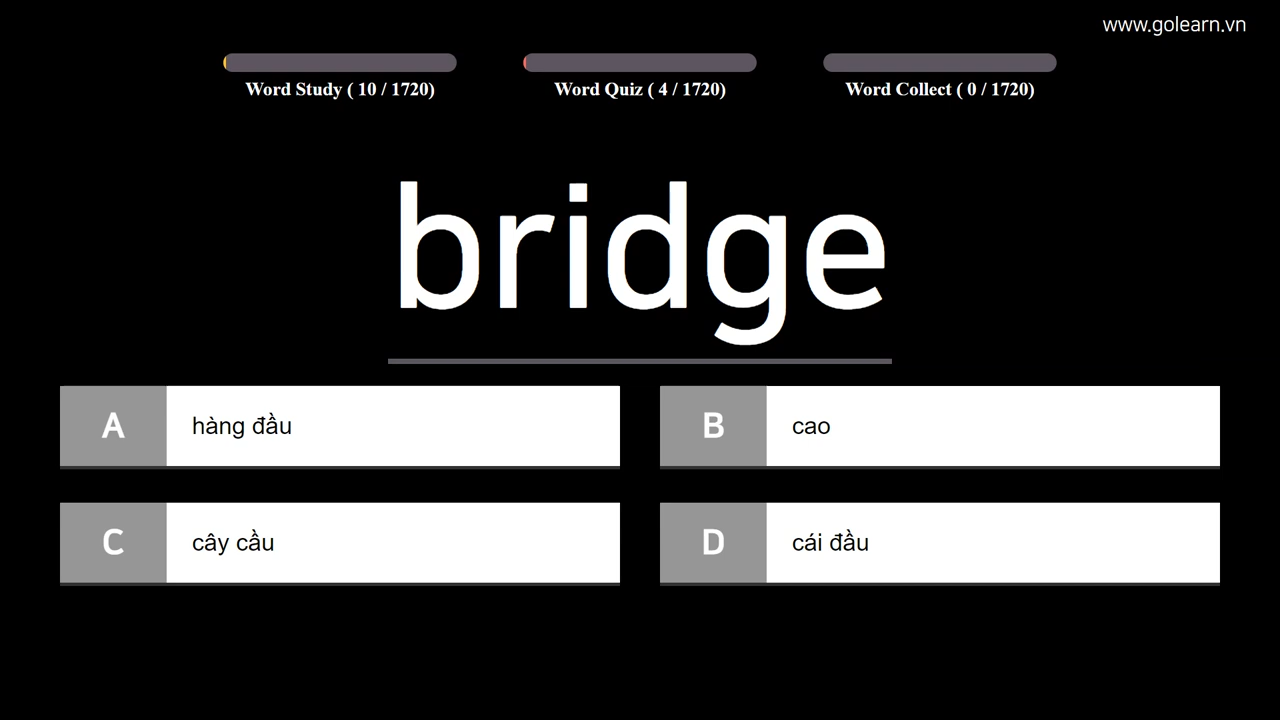 www.golearn.vn
Word Study ( 10 / 1720)
Word Quiz ( 4 / 1720)
Word Collect ( 0 / 1720)
bridge
A hàng đầu
B cao
C cây cầu
D cái đầu